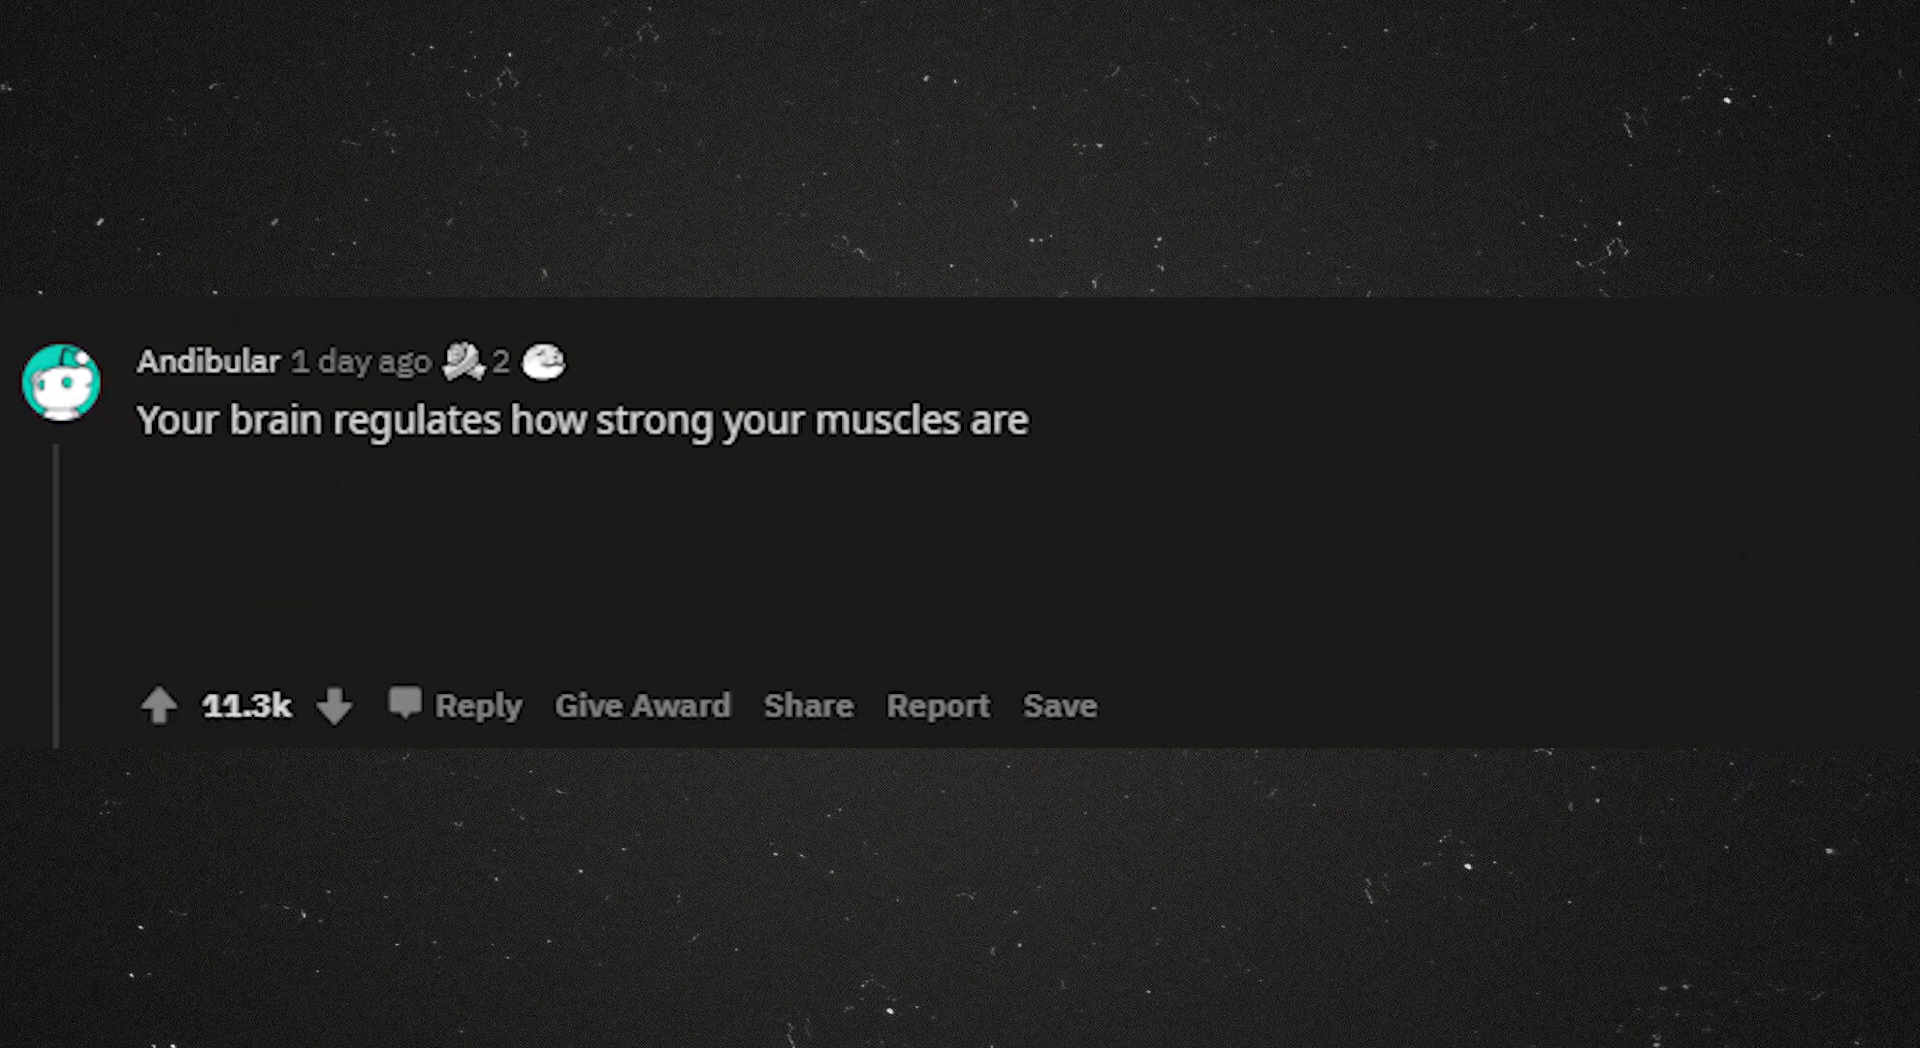 Andibular 1 day ago 2
Your brain regulates how strong your muscles are
11.3k Reply Give Award Share Report Save